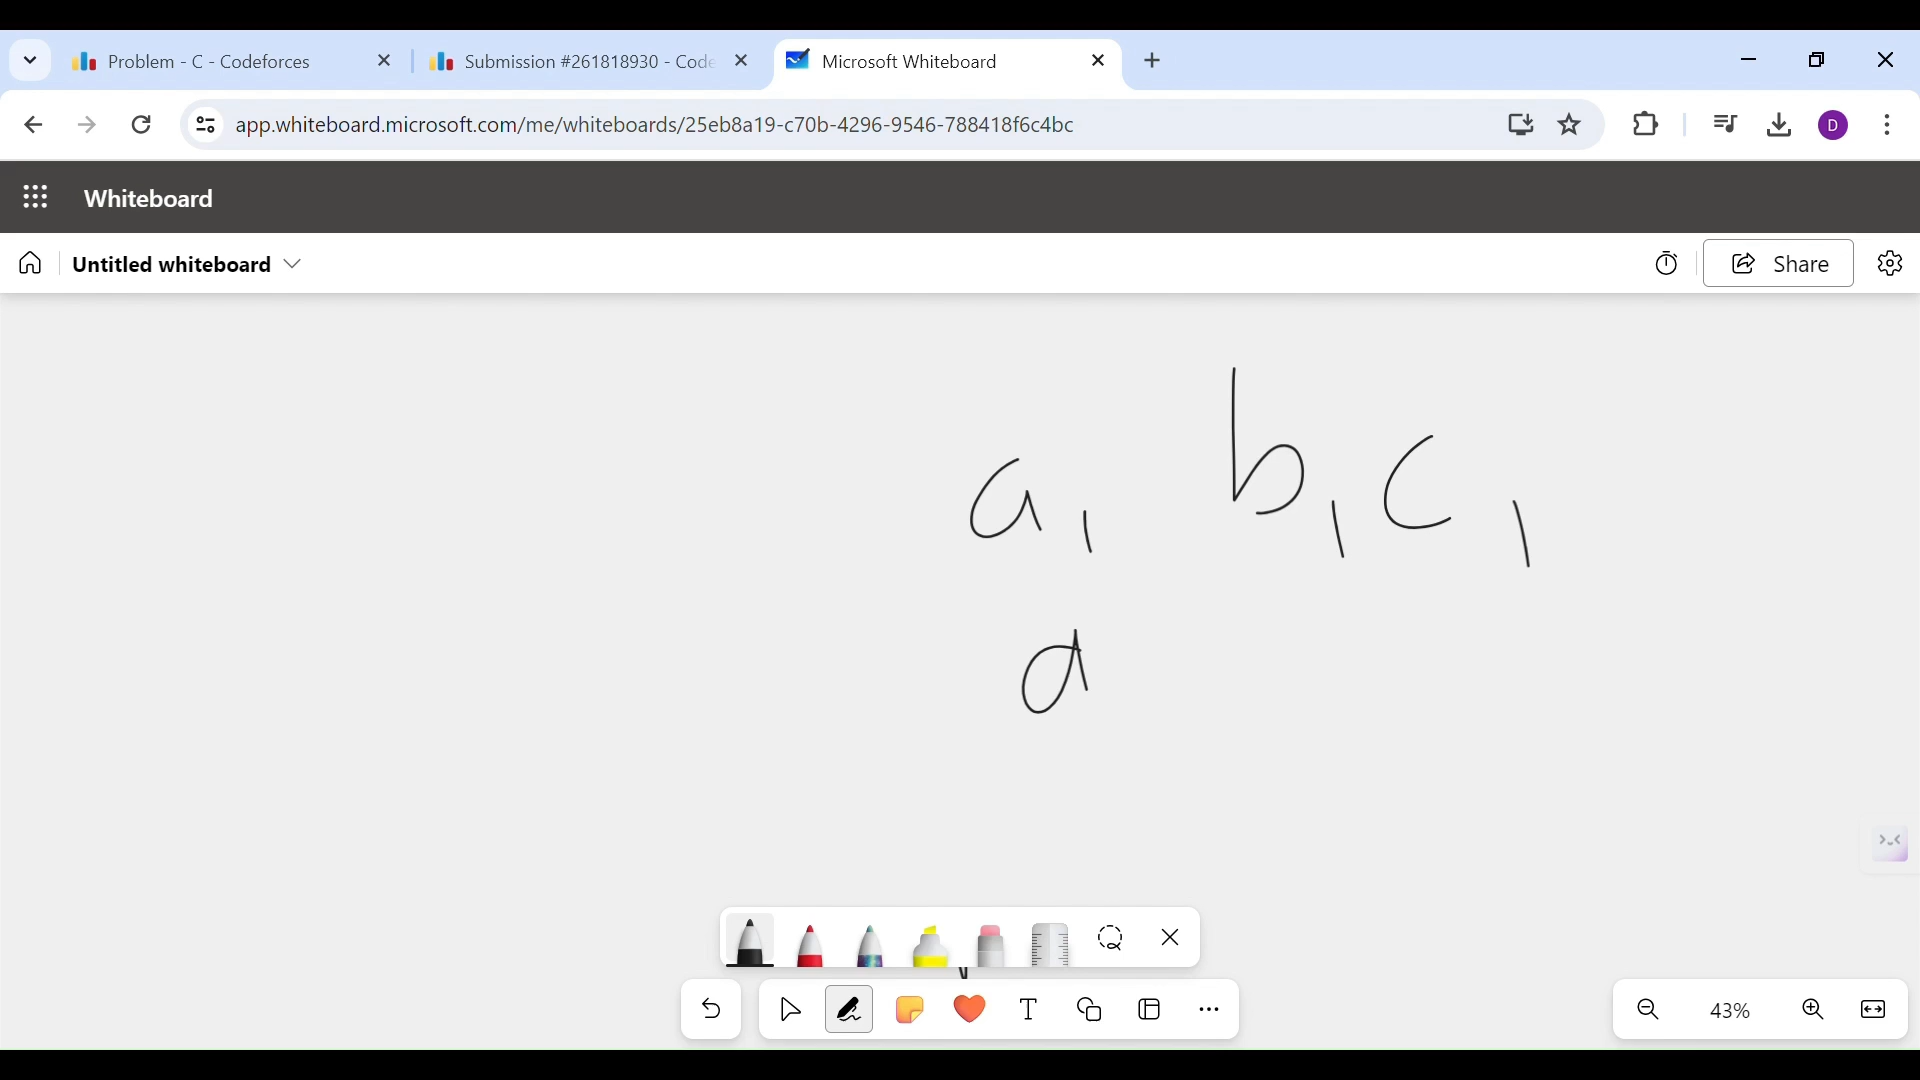 Problem - C - Codeforces
Submission #261818930 - Code
Microsoft Whiteboard
app.whiteboard.microsoft.com/me/whiteboards/25eb8a19-c70b-4296-9546-788418f6c4bc
D
Whiteboard
Untitled whiteboard
Share
a, b, c,
d
T
43%